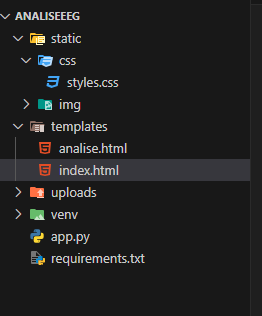 ANALISEEEG
static
css
styles.css
img
templates
analise.html
index.html
uploads
venv
app.py
requirements.txt